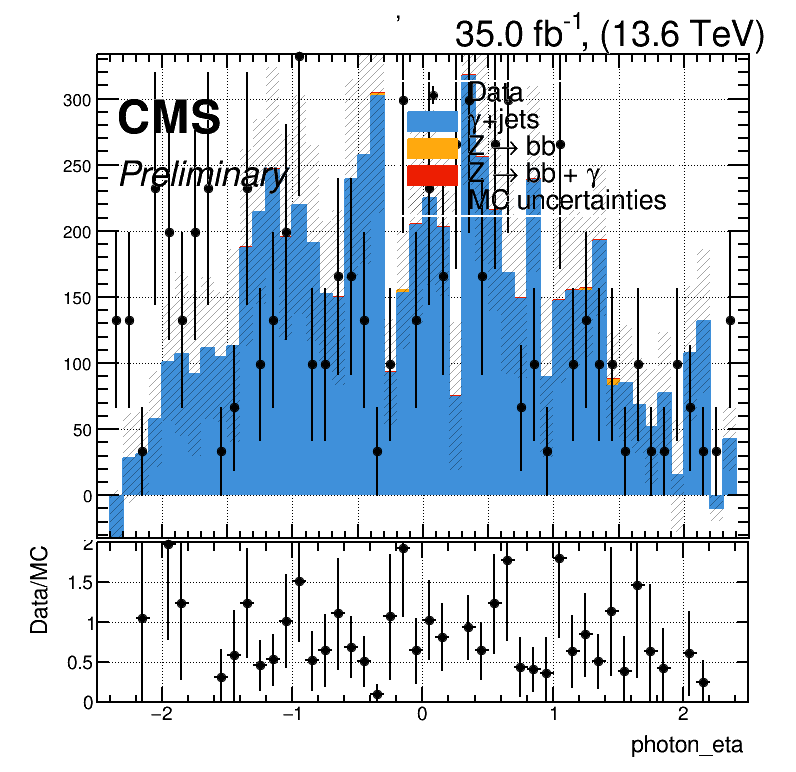 ,
35.0 fb-1, (13.6 TeV)
CMS
Preliminary
Data
γ+jets
Z → bb
Z → bb + γ
MC uncertainties
300
250
200
150
100
50
0
Data/MC
2
1.5
1
0.5
0
−2 −1 0 1 2
photon_eta